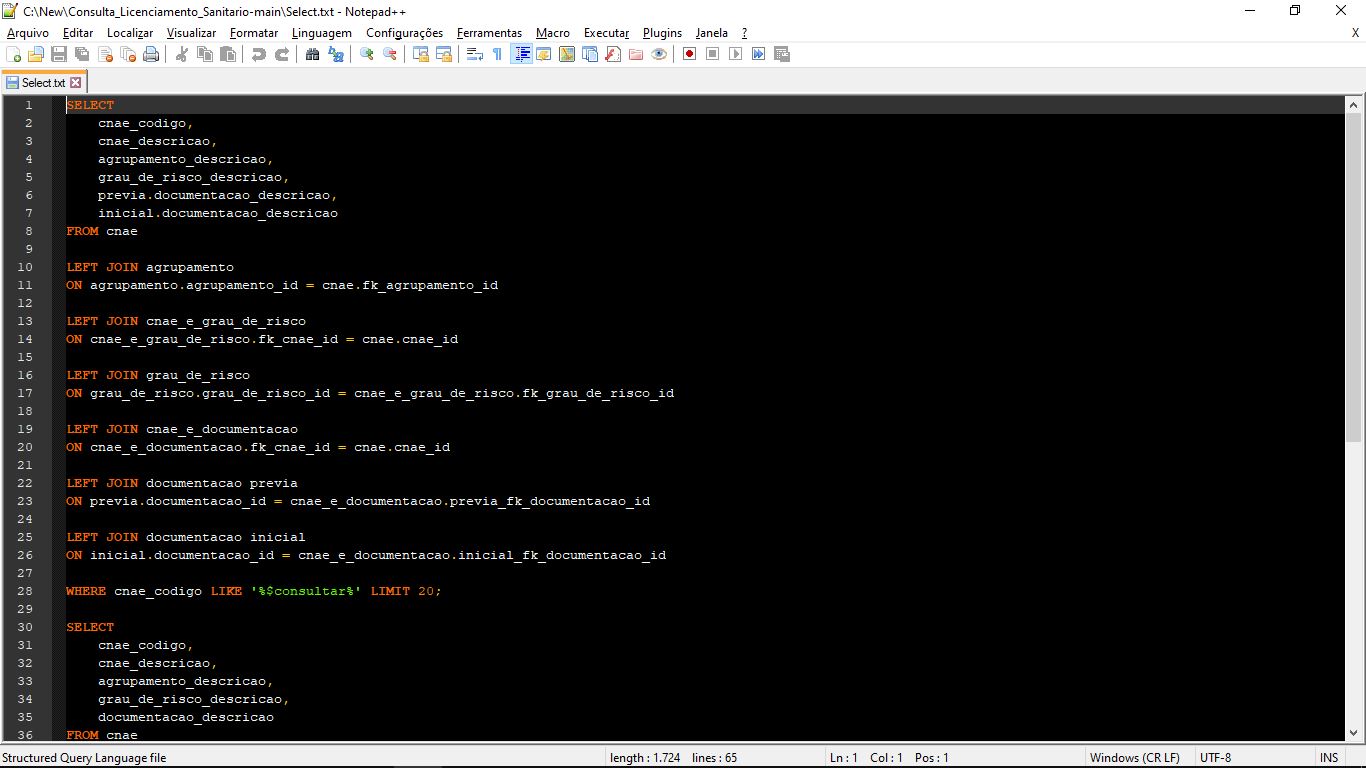 C:\New\Consulta_Licenciamento_Sanitario-main\Select.txt - Notepad++
Arquivo Editar Localizar Visualizar Formatar Linguagem Configurações Ferramentas Macro Executar Plugins Janela ? X
Select.txt
1 SELECT
2 cnae_codigo,
3 cnae_descricao,
4 agrupamento_descricao,
5 grau_de_risco_descricao,
6 previa.documentacao_descricao,
7 inicial.documentacao_descricao
8 FROM cnae
9
10 LEFT JOIN agrupamento
11 ON agrupamento.agrupamento_id = cnae.fk_agrupamento_id
12
13 LEFT JOIN cnae_e_grau_de_risco
14 ON cnae_e_grau_de_risco.fk_cnae_id = cnae.cnae_id
15
16 LEFT JOIN grau_de_risco
17 ON grau_de_risco.grau_de_risco_id = cnae_e_grau_de_risco.fk_grau_de_risco_id
18
19 LEFT JOIN cnae_e_documentacao
20 ON cnae_e_documentacao.fk_cnae_id = cnae.cnae_id
21
22 LEFT JOIN documentacao previa
23 ON previa.documentacao_id = cnae_e_documentacao.previa_fk_documentacao_id
24
25 LEFT JOIN documentacao inicial
26 ON inicial.documentacao_id = cnae_e_documentacao.inicial_fk_documentacao_id
27
28 WHERE cnae_codigo LIKE '%$consultar%' LIMIT 20;
29
30 SELECT
31 cnae_codigo,
32 cnae_descricao,
33 agrupamento_descricao,
34 grau_de_risco_descricao,
35 documentacao_descricao
36 FROM cnae
Structured Query Language file length : 1.724 lines : 65 Ln : 1 Col : 1 Pos : 1 Windows (CR LF) UTF-8 INS